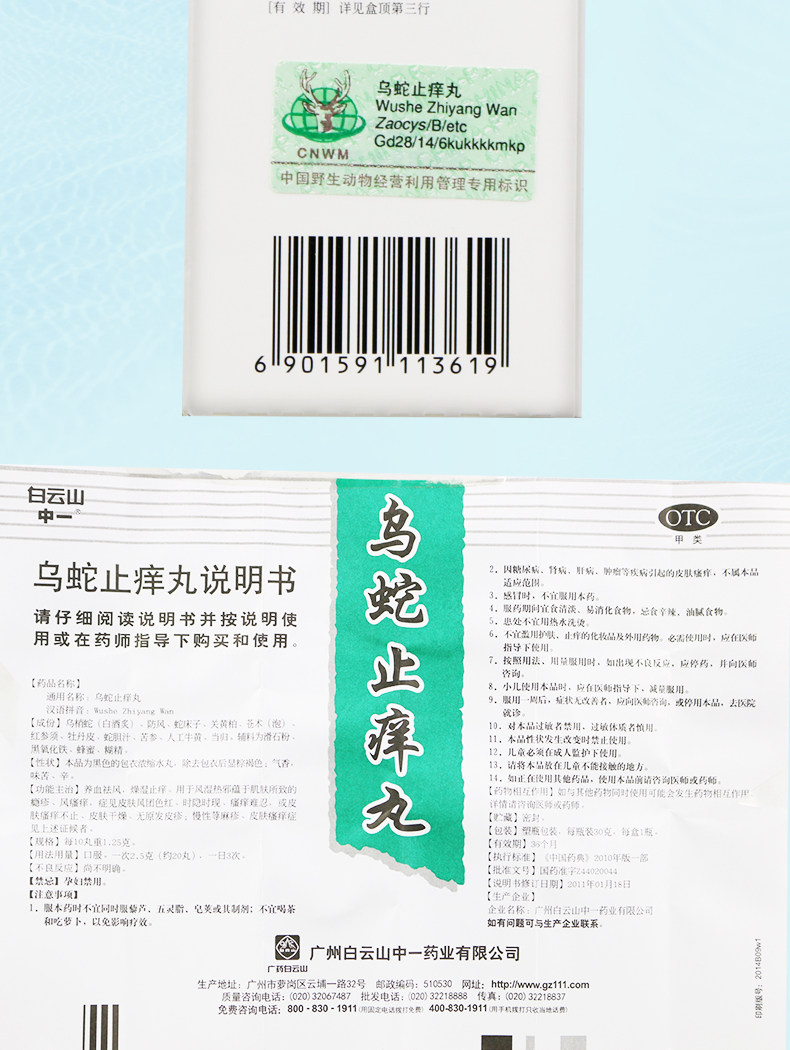 [有 效 期] 详见盒顶第三行
乌蛇止痒丸
Wushe Zhiyang Wan
Zaocys/B/etc
Gd28/14/6kukkkkmkp
CNWM
中国野生动物经营利用管理专用标识
6 901591 113619
白云山
中一®
乌蛇止痒丸说明书
请仔细阅读说明书并按说明使
用或在药师指导下购买和使用。
【药品名称】
通用名称：乌蛇止痒丸
汉语拼音：Wushe Zhiyang Wan
【成份】乌梢蛇（白酒炙）、防风、蛇床子、关黄柏、苍术（泡）、
红参须、牡丹皮、蛇胆汁、苦参、人工牛黄、当归，辅料为滑石粉、
黑氧化铁、蜂蜜、糊精。
【性状】本品为黑色的包衣浓缩水丸，除去包衣后显棕褐色；气香，
味苦、辛。
【功能主治】养血祛风，燥湿止痒。用于风湿热邪蕴于肌肤所致的
瘾疹、风瘙痒，症见皮肤风团色红、时隐时现、瘙痒难忍，或皮
肤瘙痒不止、皮肤干燥、无原发皮疹；慢性荨麻疹、皮肤瘙痒症
见上述证候者。
【规格】每10丸重1.25克。
【用法用量】口服。一次2.5克（约20丸），一日3次。
【不良反应】尚不明确。
【禁忌】孕妇禁用。
【注意事项】
1、服本药时不宜同时服藜芦、五灵脂、皂荚或其制剂；不宜喝茶
和吃萝卜，以免影响疗效。
乌蛇止痒丸
OTC
甲 类
2、因糖尿病、肾病、肝病、肿瘤等疾病引起的皮肤瘙痒，不属本品
适应范围。
3、感冒时，不宜服用本药。
4、服药期间宜食清淡、易消化食物，忌食辛辣、油腻食物。
5、患处不宜用热水洗烫。
6、不宜滥用护肤、止痒的化妆品及外用药物。必需使用时，应在医师
指导下使用。
7、按照用法、用量服用时，如出现不良反应，应停药，并向医师
咨询。
8、小儿使用本品时，应在医师指导下，减量服用。
9、服用一周后，症状无改善者，应向医师咨询，或停用本品，去医院
就诊。
10、对本品过敏者禁用，过敏体质者慎用。
11、本品性状发生改变时禁止使用。
12、儿童必须在成人监护下使用。
13、请将本品放在儿童不能接触的地方。
14、如正在使用其他药品，使用本品前请咨询医师或药师。
【药物相互作用】如与其他药物同时使用可能会发生药物相互作用，
详情请咨询医师或药师。
【贮藏】密封。
【包装】塑瓶包装，每瓶装30克，每盒1瓶。
【有效期】36个月
【执行标准】《中国药典》2010年版一部
【批准文号】国药准字Z44020044
【说明书修订日期】2011年01月18日
【生产企业】
企业名称：广州白云山中一药业有限公司
如有问题可与生产企业联系。
广药白云山
广州白云山中一药业有限公司
生产地址：广州市萝岗区云埔一路32号 邮政编码：510530 网址：http://www.gz111.com
质量咨询电话：(020)32067487 批发电话：(020)32218888 传真：(020)32218837
免费咨询电话：800-830-1911(用固定电话拨打免费) 400-830-1911(用手机拨打只收当地话费)
印刷版号：2014B09w1